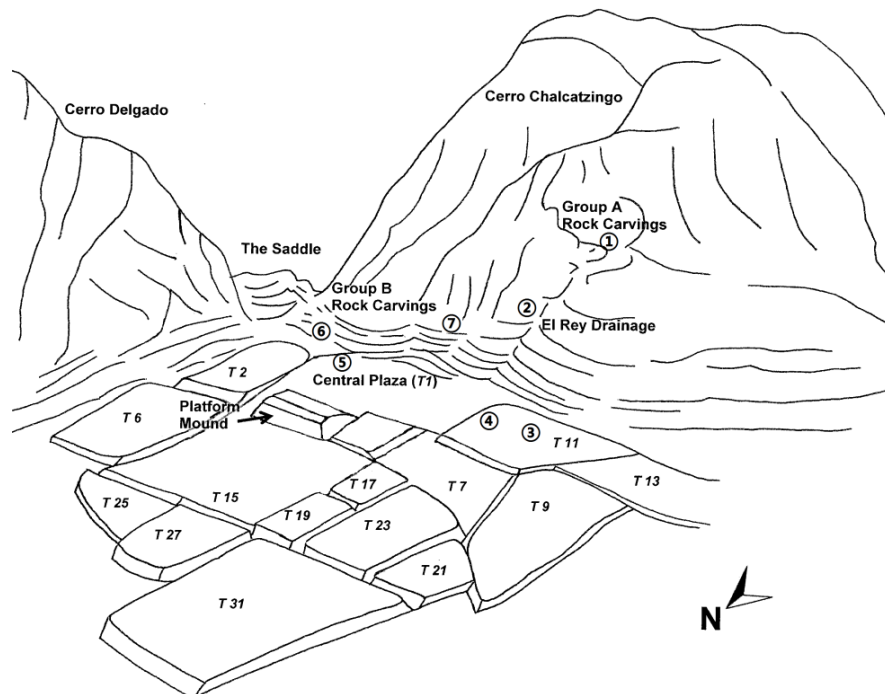 Cerro Delgado
Cerro Chalcatzingo
Group A
Rock Carvings
1
The Saddle
Group B
Rock Carvings
2
7
El Rey Drainage
6
5
T 2
Central Plaza (T1)
T 6
Platform
Mound
4
3
T 11
T 13
T 17
T 7
T 15
T 9
T 25
T 19
T 23
T 27
T 21
T 31
N